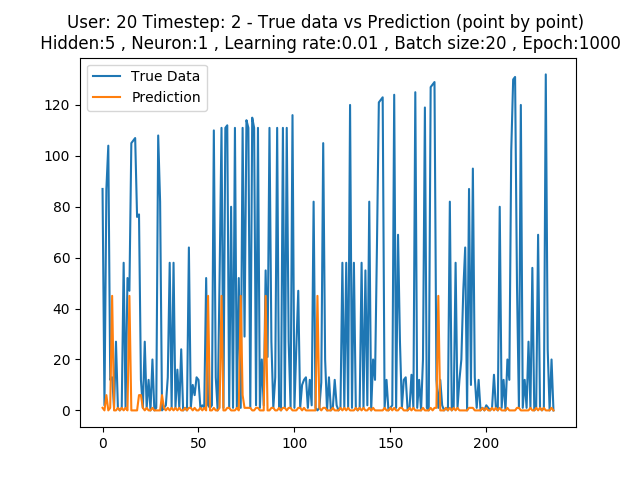 User: 20 Timestep: 2 - True data vs Prediction (point by point)
Hidden:5 , Neuron:1 , Learning rate:0.01 , Batch size:20 , Epoch:1000
True Data
Prediction
120
100
80
60
40
20
0
0 50 100 150 200